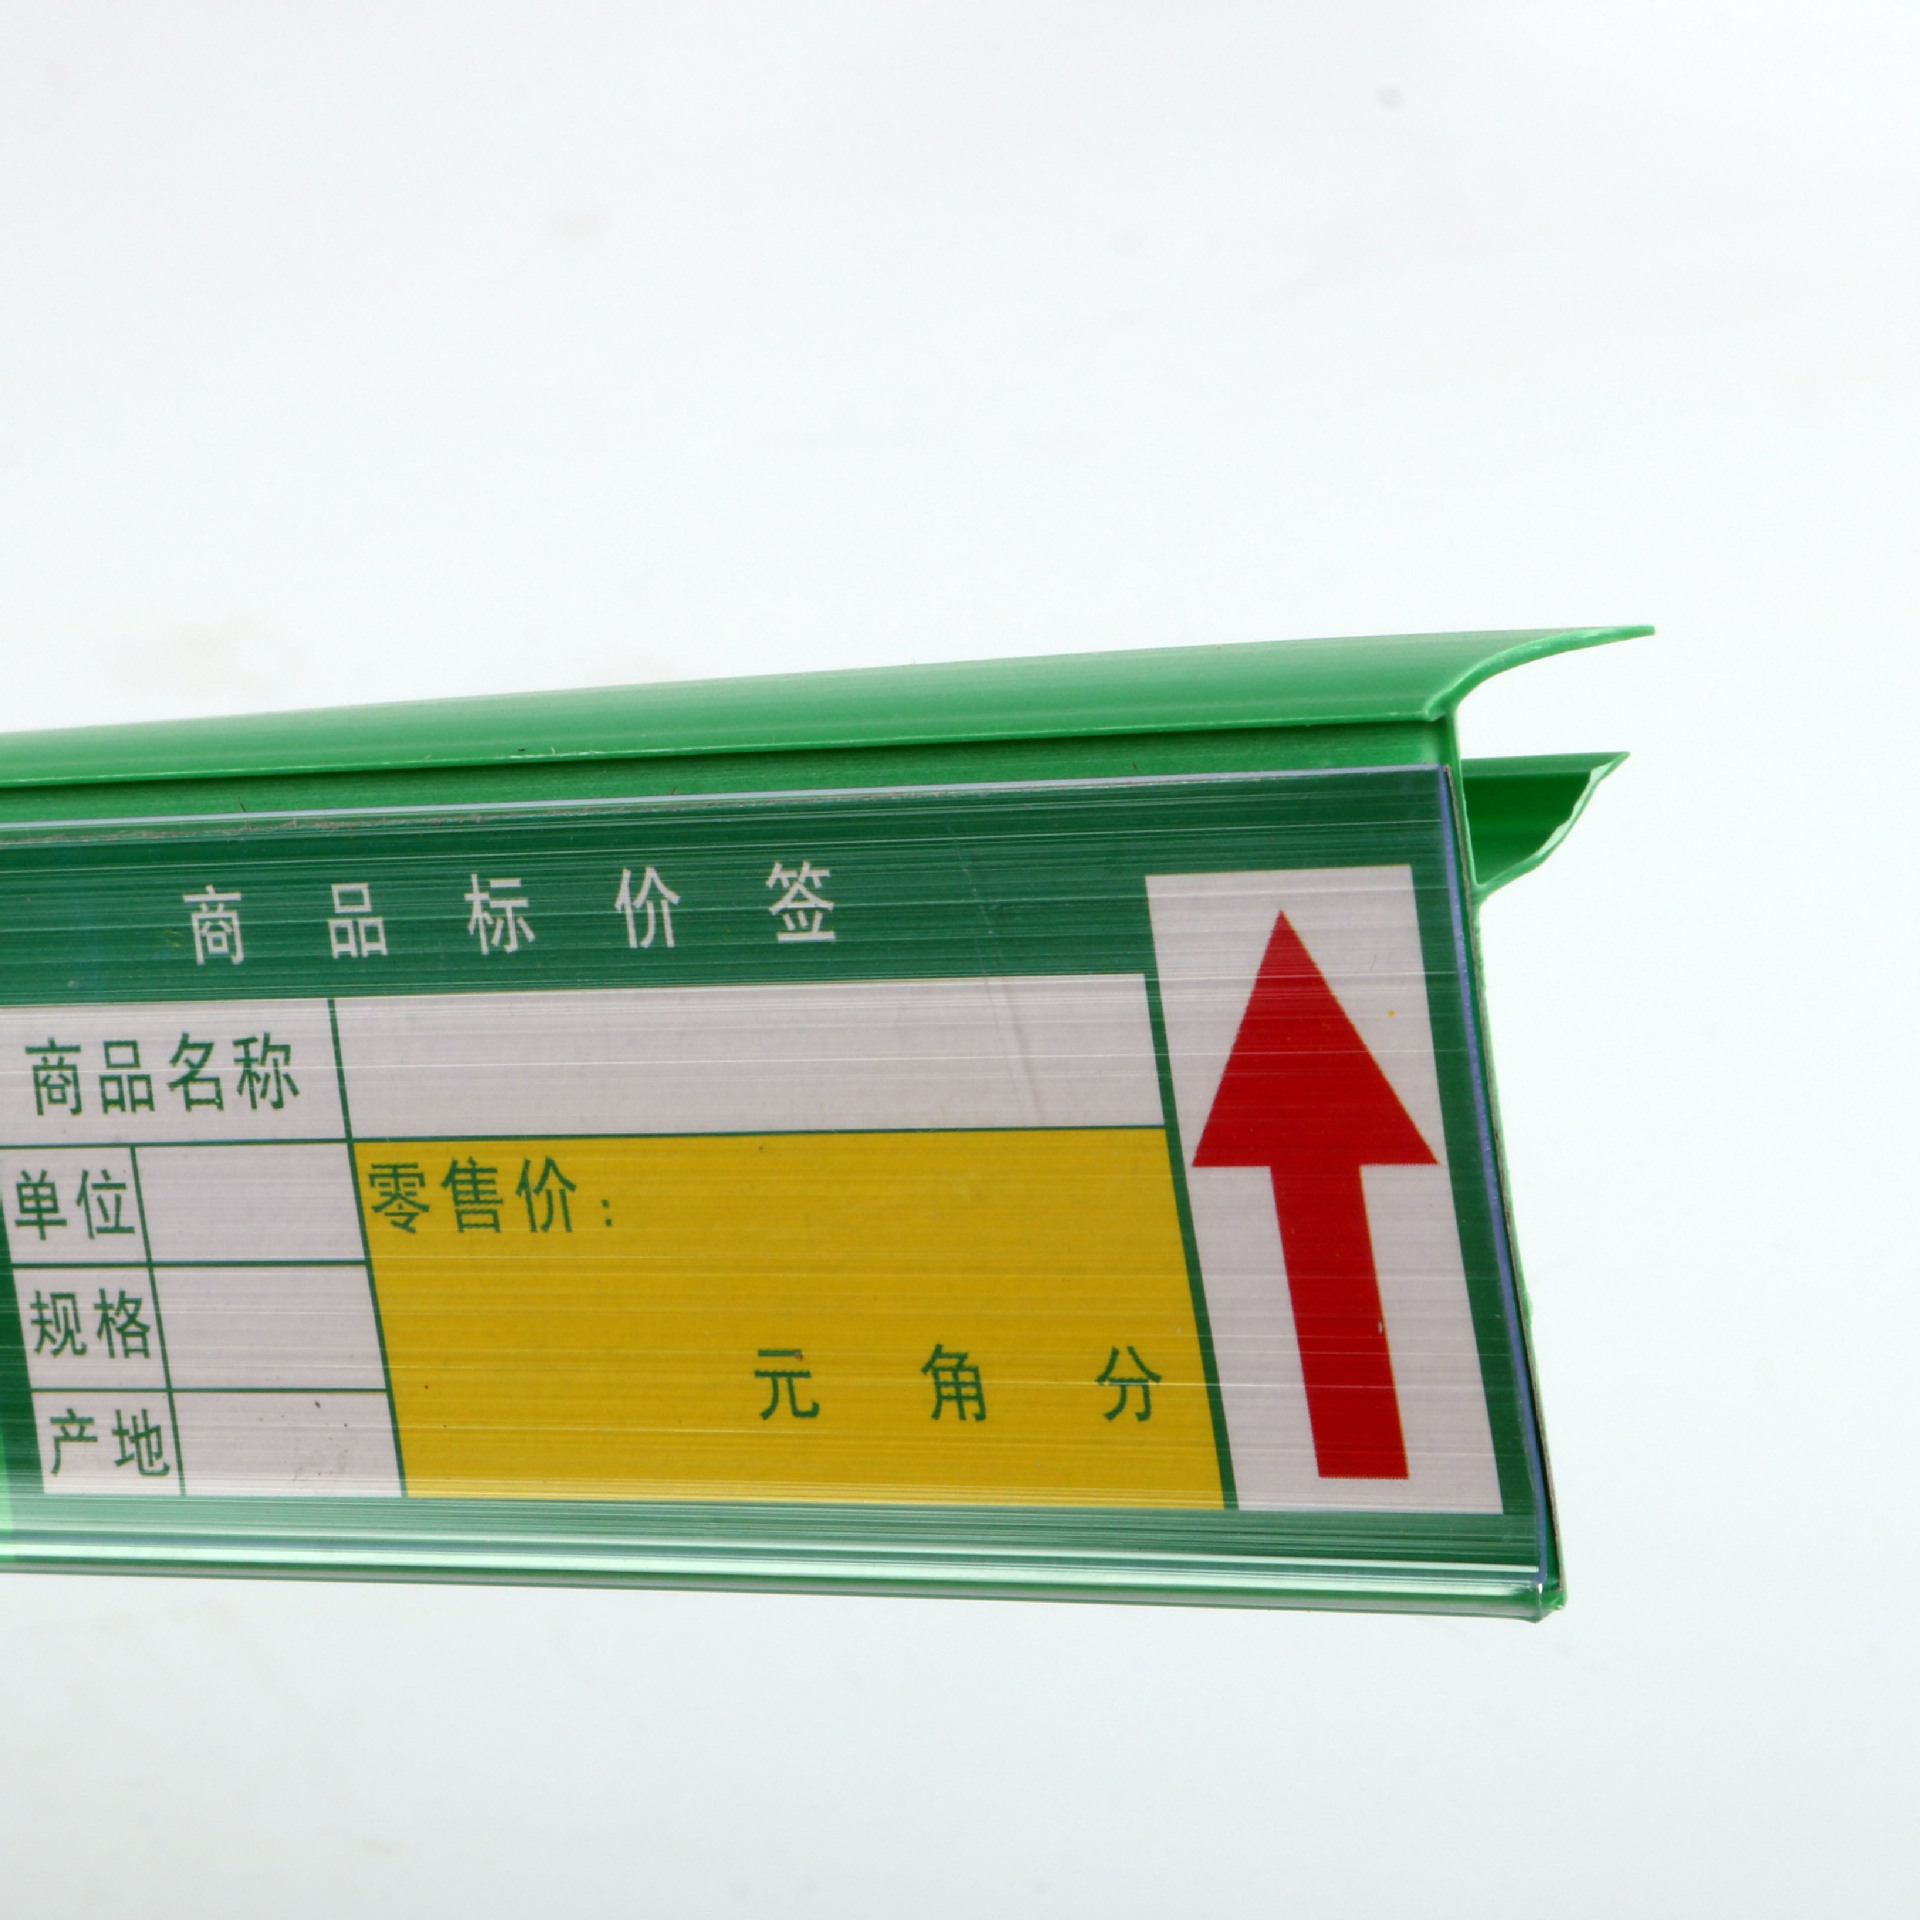 商品标价签
商品名称
单位
零售价：
规格
元 角 分
产地